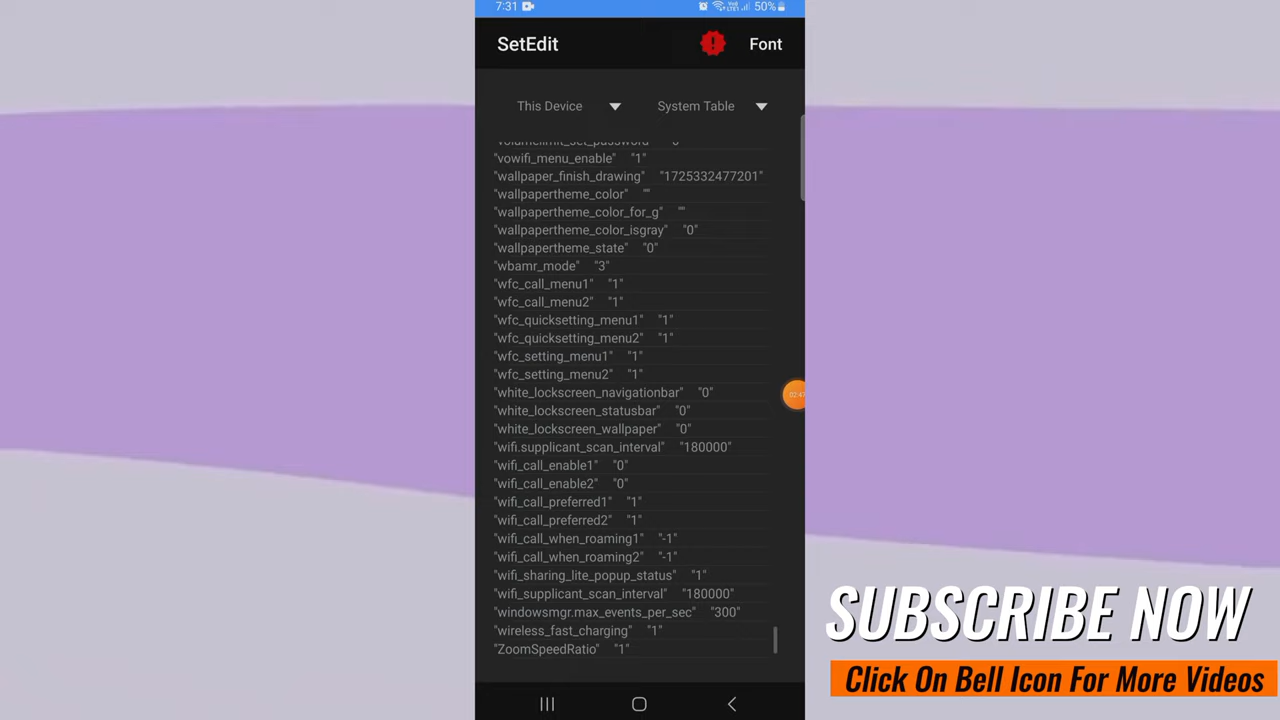 7:31 50%
SetEdit Font
This Device System Table
"vowifi_menu_enable" "1"
"wallpaper_finish_drawing" "1725332477201"
"wallpapertheme_color" ""
"wallpapertheme_color_for_g" ""
"wallpapertheme_color_isgray" "0"
"wallpapertheme_state" "0"
"wbamr_mode" "3"
"wfc_call_menu1" "1"
"wfc_call_menu2" "1"
"wfc_quicksetting_menu1" "1"
"wfc_quicksetting_menu2" "1"
"wfc_setting_menu1" "1"
"wfc_setting_menu2" "1"
"white_lockscreen_navigationbar" "0"
"white_lockscreen_statusbar" "0"
"white_lockscreen_wallpaper" "0"
"wifi.supplicant_scan_interval" "180000"
"wifi_call_enable1" "0"
"wifi_call_enable2" "0"
"wifi_call_preferred1" "1"
"wifi_call_preferred2" "1"
"wifi_call_when_roaming1" "-1"
"wifi_call_when_roaming2" "-1"
"wifi_sharing_lite_popup_status" "1"
"wifi_supplicant_scan_interval" "180000"
"windowsmgr.max_events_per_sec" "300"
"wireless_fast_charging" "1"
"ZoomSpeedRatio" "1"
SUBSCRIBE NOW
Click On Bell Icon For More Videos